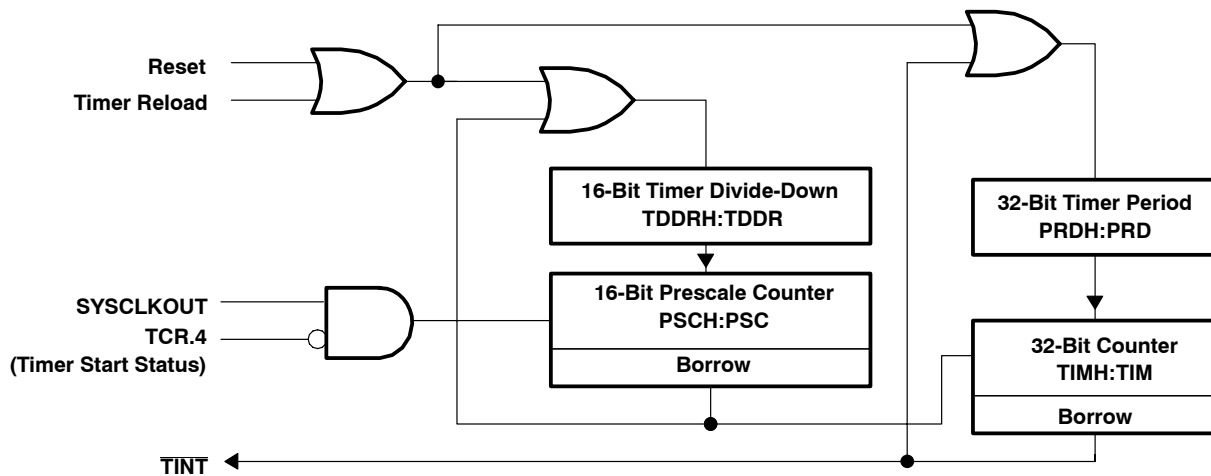 Reset
Timer Reload
16-Bit Timer Divide-Down
TDDRH:TDDR
32-Bit Timer Period
PRDH:PRD
SYSCLKOUT
TCR.4
(Timer Start Status)
16-Bit Prescale Counter
PSCH:PSC
Borrow
32-Bit Counter
TIMH:TIM
Borrow
TINT